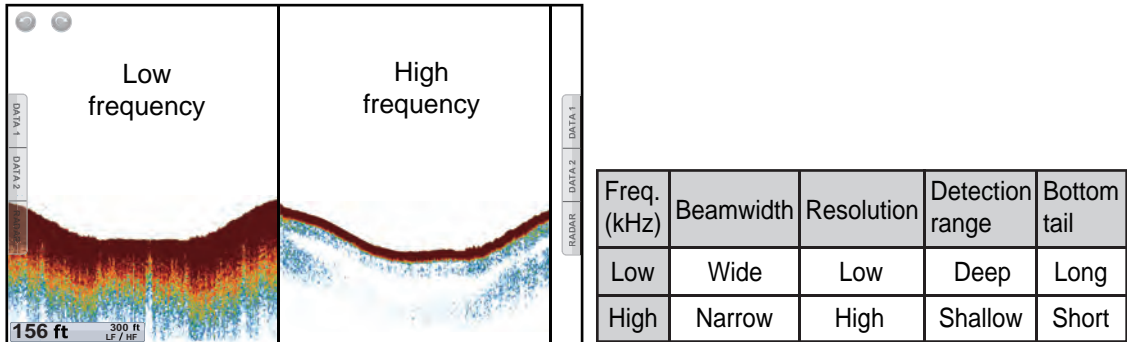 Low
frequency
High
frequency
DATA 1
DATA 2
RADAR
DATA 1
DATA 2
RADAR
156 ft
300 ft
LF / HF
Freq.
(kHz) Beamwidth Resolution Detection
range Bottom
tail
Low Wide Low Deep Long
High Narrow High Shallow Short